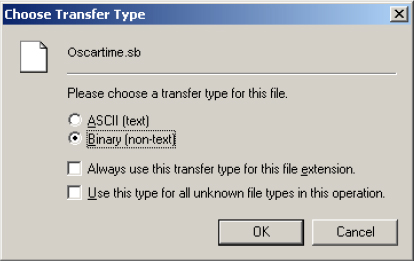 Choose Transfer Type
Oscartime.sb
Please choose a transfer type for this file.
ASCII (text)
Binary (non-text)
Always use this transfer type for this file extension.
Use this type for all unknown file types in this operation.
OK Cancel